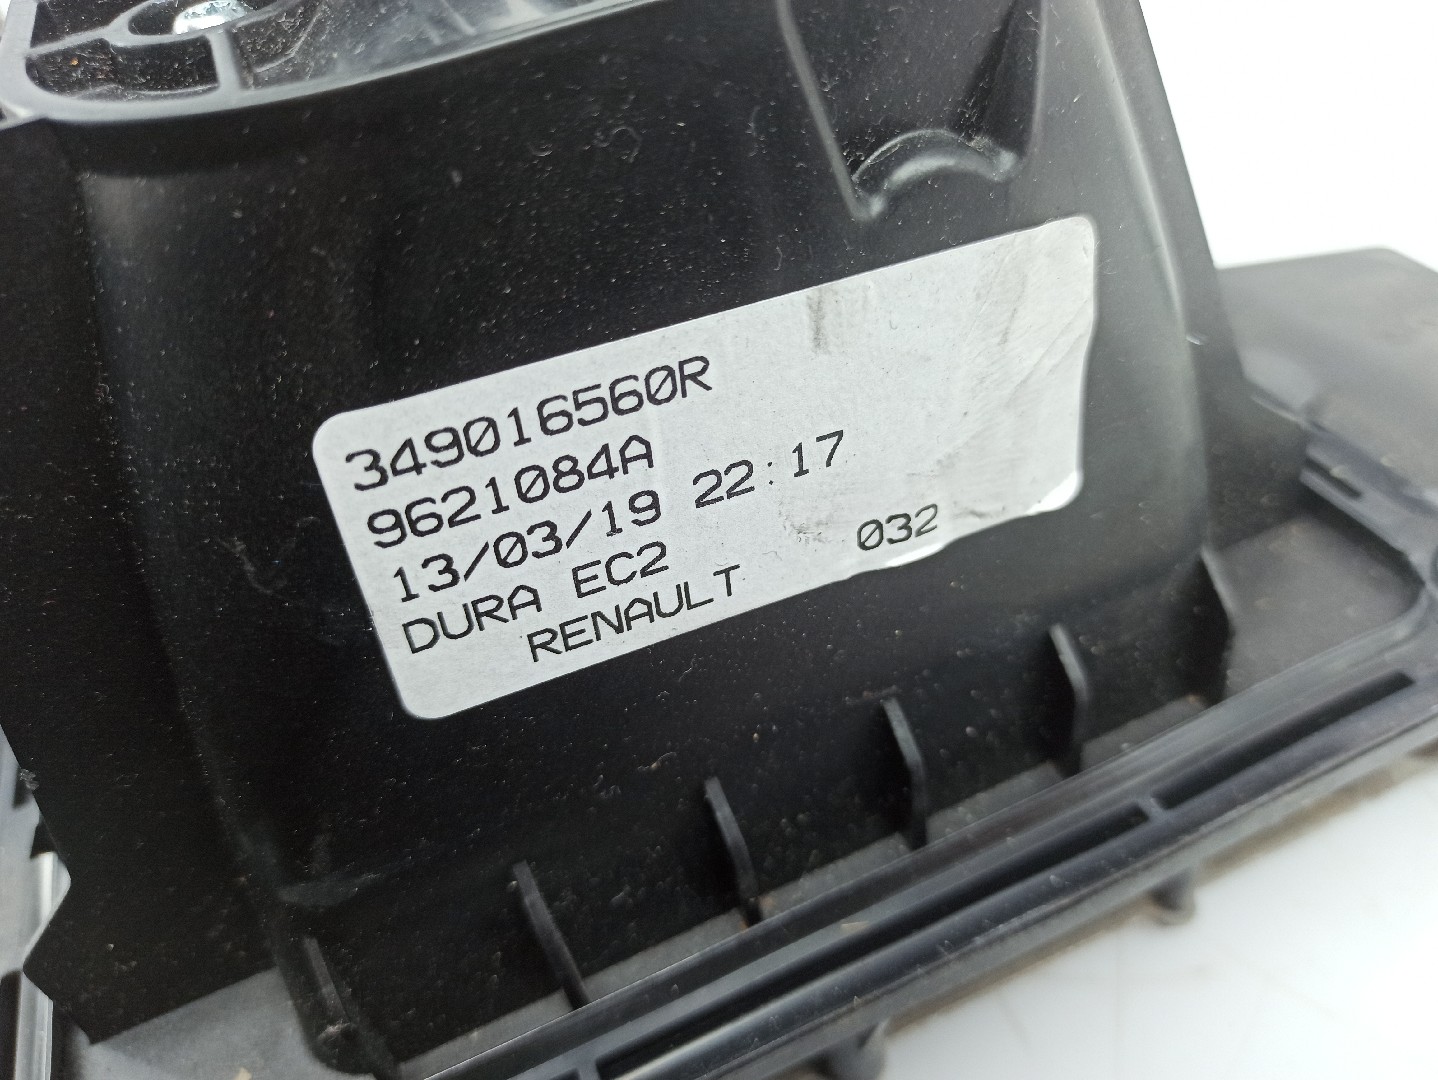 349016560R
9621084A
13/03/19 22:17
DURA EC2 032
RENAULT